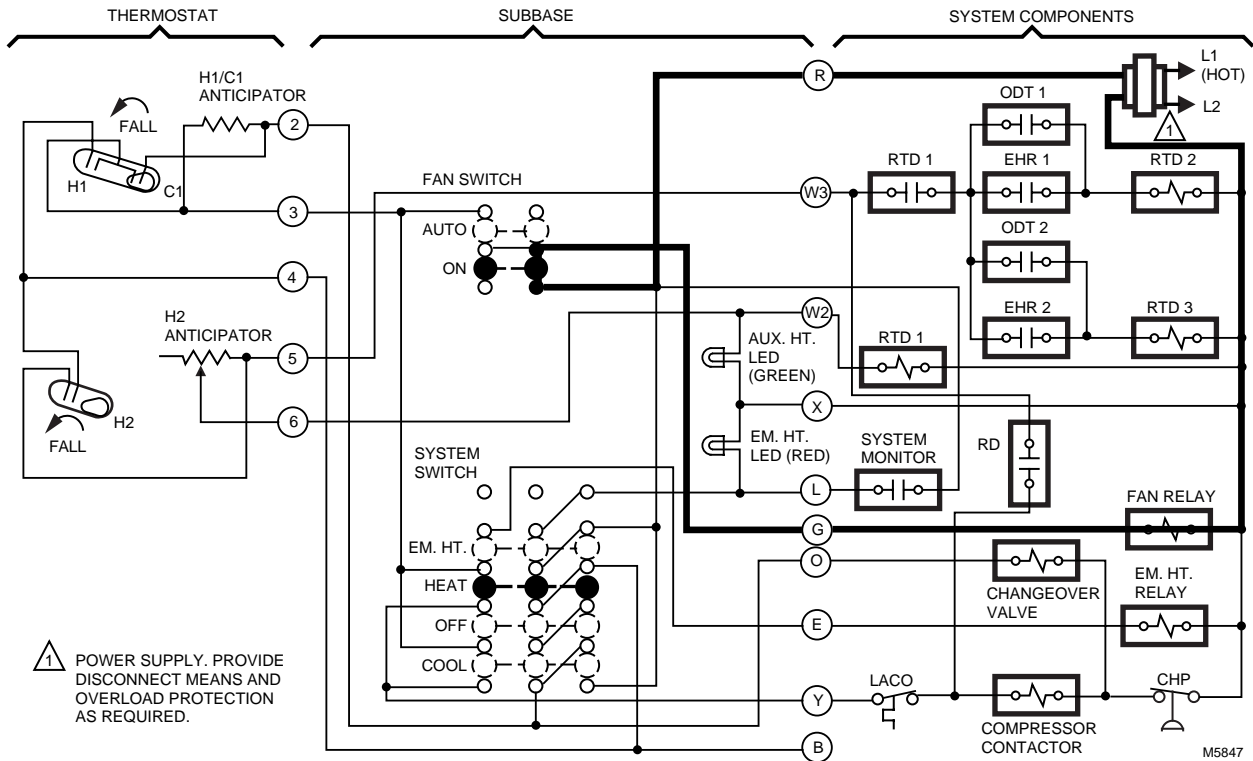 THERMOSTAT
SUBBASE
SYSTEM COMPONENTS
H1/C1
ANTICIPATOR
FALL
H1
C1
2
3
4
H2
ANTICIPATOR
5
6
H2
FALL
FAN SWITCH
AUTO
ON
SYSTEM
SWITCH
EM. HT.
HEAT
OFF
COOL
AUX. HT.
LED
(GREEN)
EM. HT.
LED (RED)
R
W3
W2
X
L
G
O
E
Y
B
L1
(HOT)
L2
1
ODT 1
RTD 1
EHR 1
RTD 2
ODT 2
EHR 2
RTD 3
RTD 1
SYSTEM
MONITOR
RD
FAN RELAY
CHANGEOVER
VALVE
EM. HT.
RELAY
LACO
COMPRESSOR
CONTACTOR
CHP
1
POWER SUPPLY. PROVIDE
DISCONNECT MEANS AND
OVERLOAD PROTECTION
AS REQUIRED.
M5847